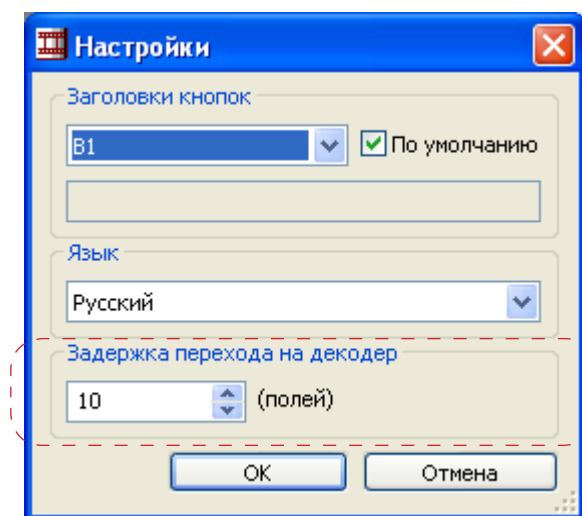 Настройки
Заголовки кнопок
B1
По умолчанию
Язык
Русский
Задержка перехода на декодер
10 (полей)
OK Отмена